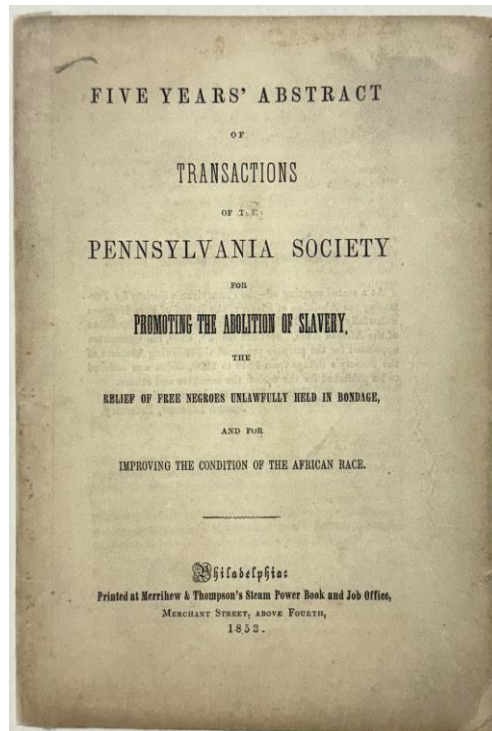 FIVE YEARS' ABSTRACT
OF
TRANSACTIONS
OF THE
PENNSYLVANIA SOCIETY
FOR
PROMOTING THE ABOLITION OF SLAVERY,
THE
RELIEF OF FREE NEGROES UNLAWFULLY HELD IN BONDAGE,
AND FOR
IMPROVING THE CONDITION OF THE AFRICAN RACE.
Philadelphia:
Printed at Merrihew & Thompson's Steam Power Book and Job Office,
MERCHANT STREET, ABOVE FOURTH,
1853.